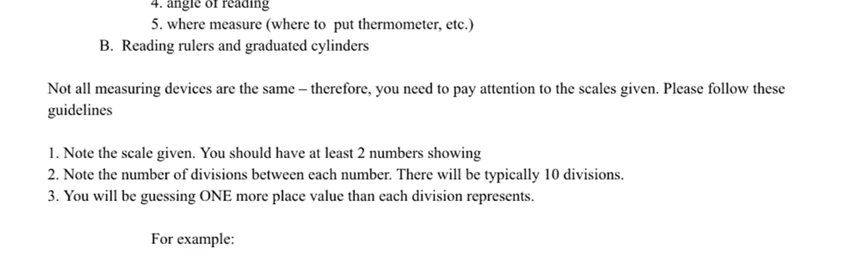 4. angle of reading
5. where measure (where to put thermometer, etc.)
B. Reading rulers and graduated cylinders
Not all measuring devices are the same – therefore, you need to pay attention to the scales given. Please follow these
guidelines
1. Note the scale given. You should have at least 2 numbers showing
2. Note the number of divisions between each number. There will be typically 10 divisions.
3. You will be guessing ONE more place value than each division represents.
For example: